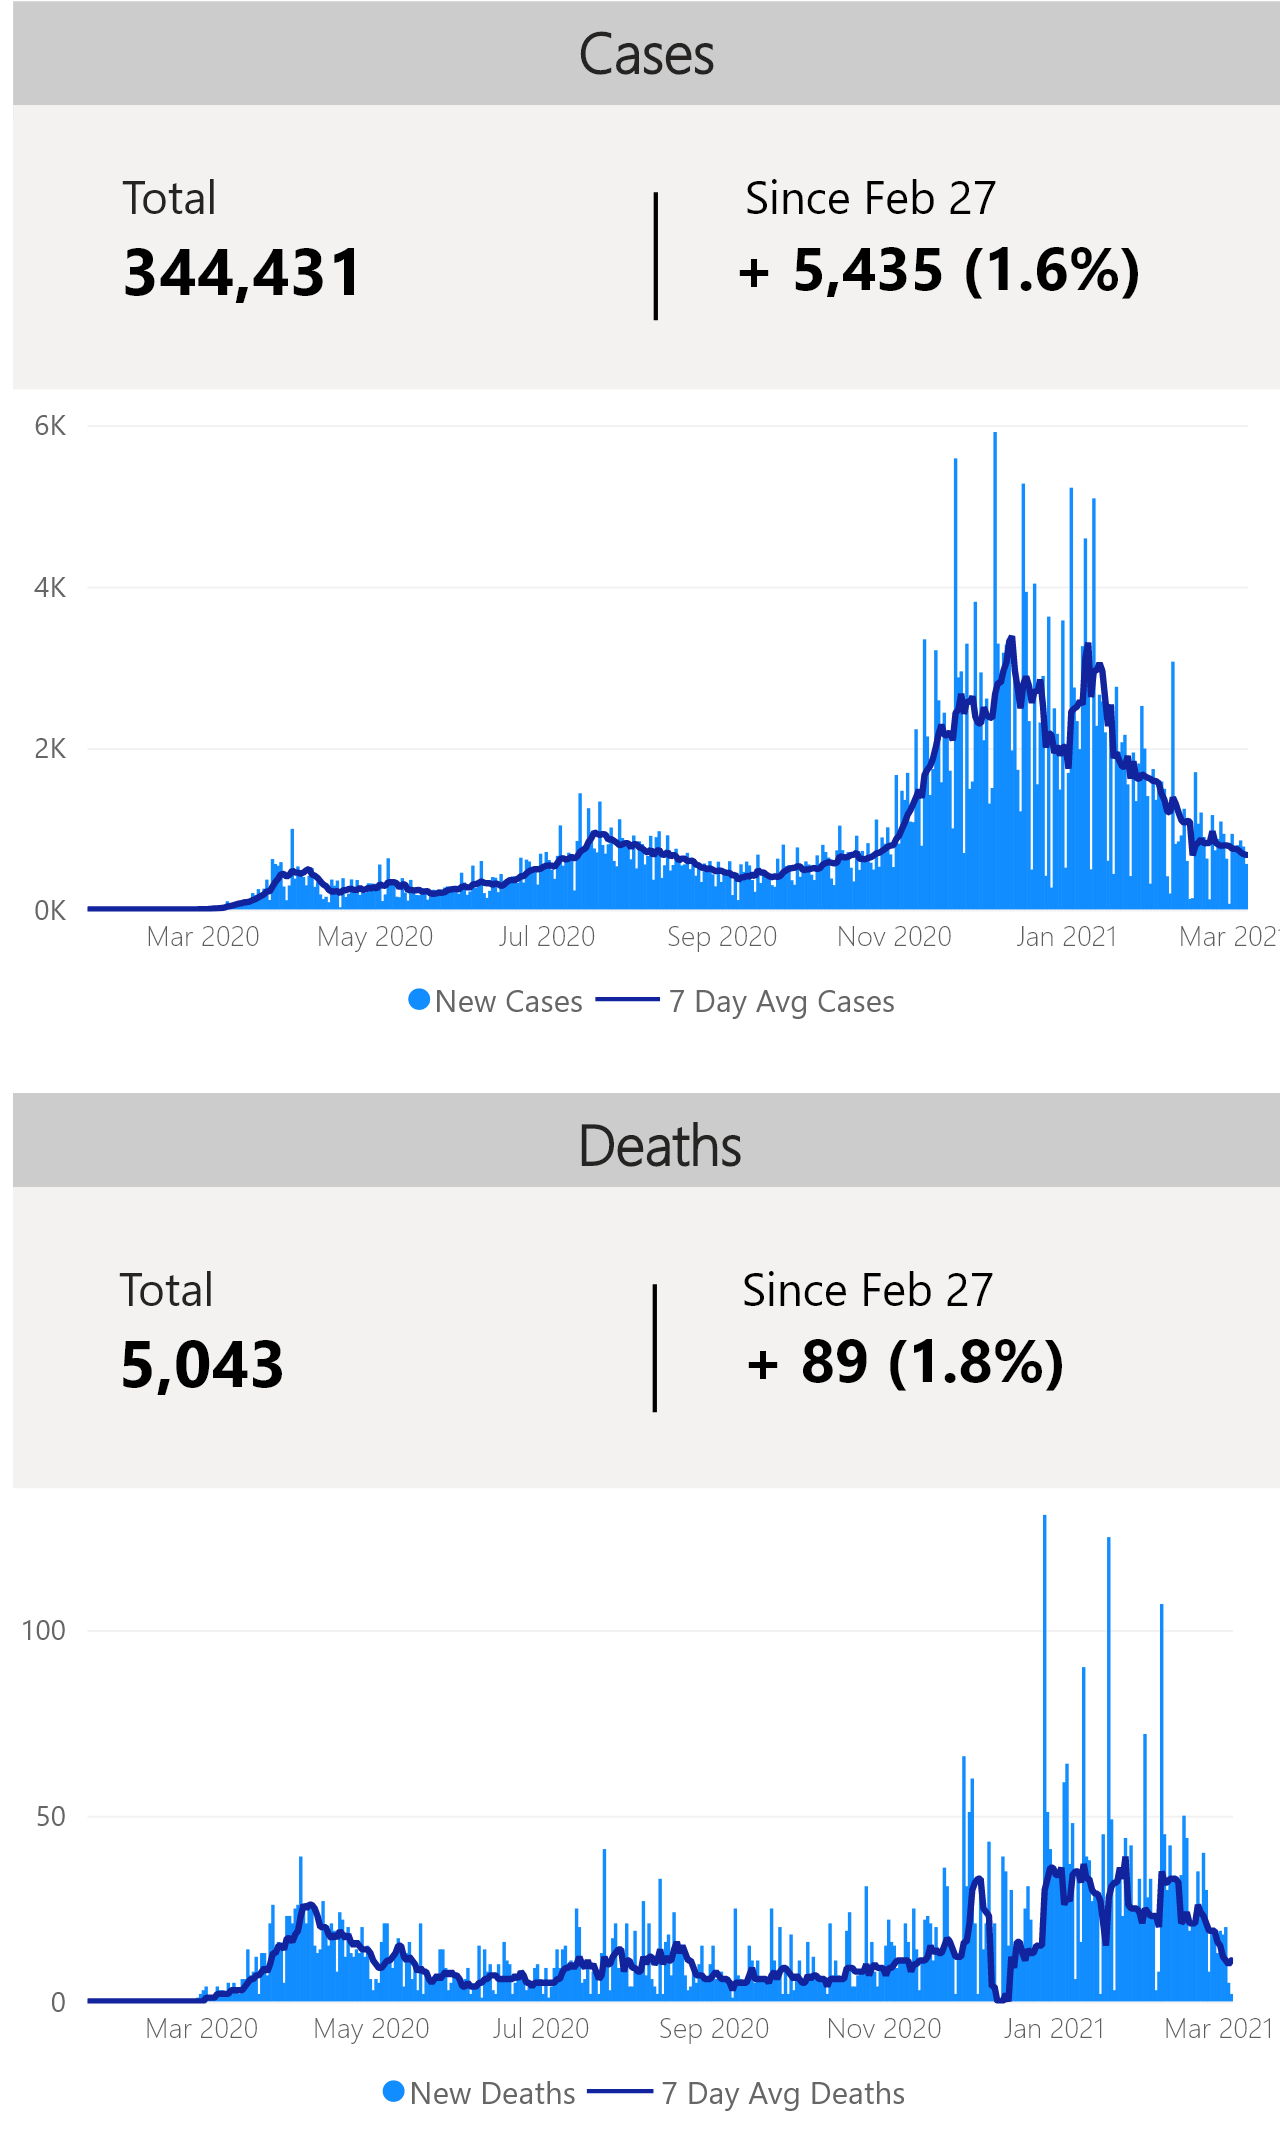 Cases
Total
344,431
Since Feb 27
+ 5,435 (1.6%)
6K
4K
2K
0K
Mar 2020 May 2020 Jul 2020 Sep 2020 Nov 2020 Jan 2021 Mar 2021
New Cases 7 Day Avg Cases
Deaths
Total
5,043
Since Feb 27
+ 89 (1.8%)
100
50
0
Mar 2020 May 2020 Jul 2020 Sep 2020 Nov 2020 Jan 2021 Mar 2021
New Deaths 7 Day Avg Deaths